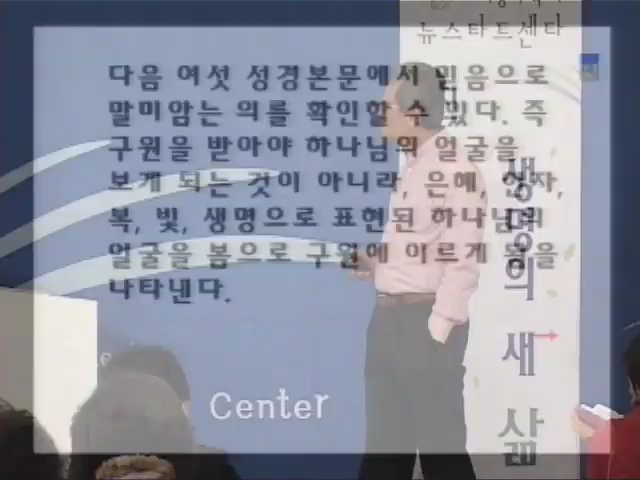 뉴스타트센타
다음 여섯 성경본문에서 믿음으로
말미암는 의를 확인할 수 있다. 즉
구원을 받아야 하나님의 얼굴을
보게 되는 것이 아니라, 은혜, 인자,
복, 빛, 생명으로 표현된 하나님의
얼굴을 봄으로 구원에 이르게 됨을
나타낸다.
생명의 새 삶
Center